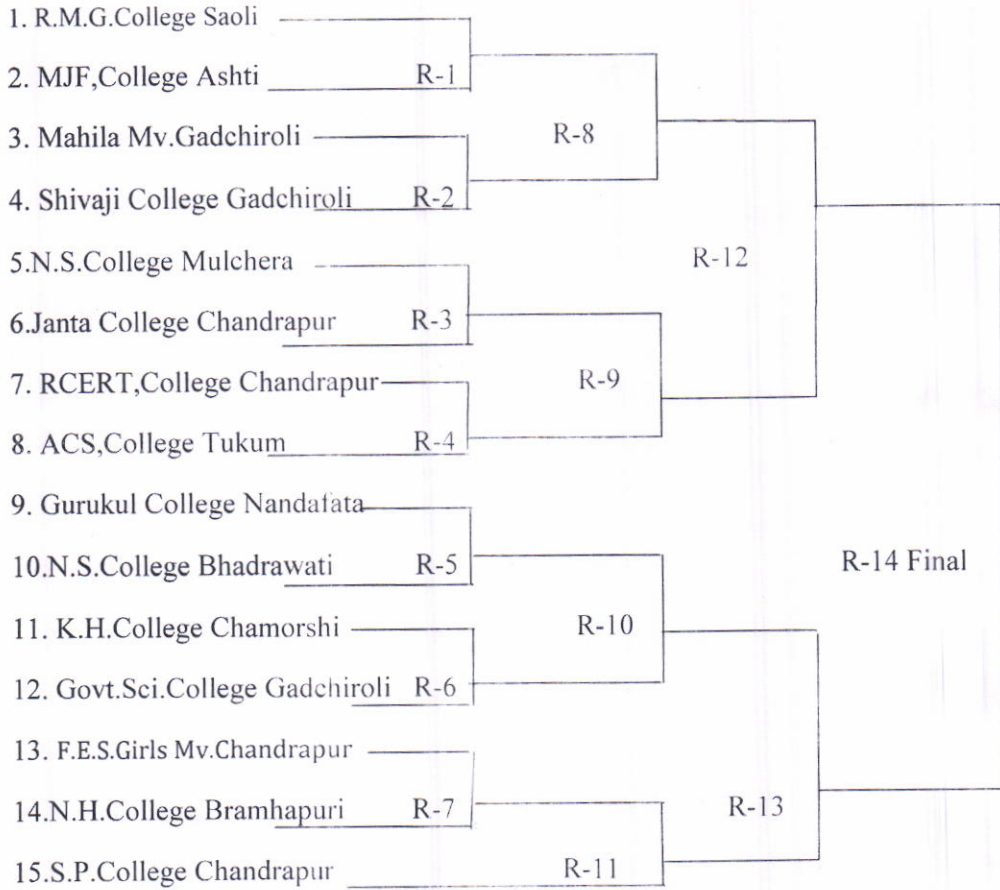 1. R.M.G.College Saoli
2. MJF,College Ashti R-1
3. Mahila Mv.Gadchiroli R-8
4. Shivaji College Gadchiroli R-2
5.N.S.College Mulchera R-12
6.Janta College Chandrapur R-3
7. RCERT,College Chandrapur R-9
8. ACS,College Tukum R-4
9. Gurukul College Nandafata
10.N.S.College Bhadrawati R-5 R-14 Final
11. K.H.College Chamorshi R-10
12. Govt.Sci.College Gadchiroli R-6
13. F.E.S.Girls Mv.Chandrapur
14.N.H.College Bramhapuri R-7 R-13
15.S.P.College Chandrapur R-11